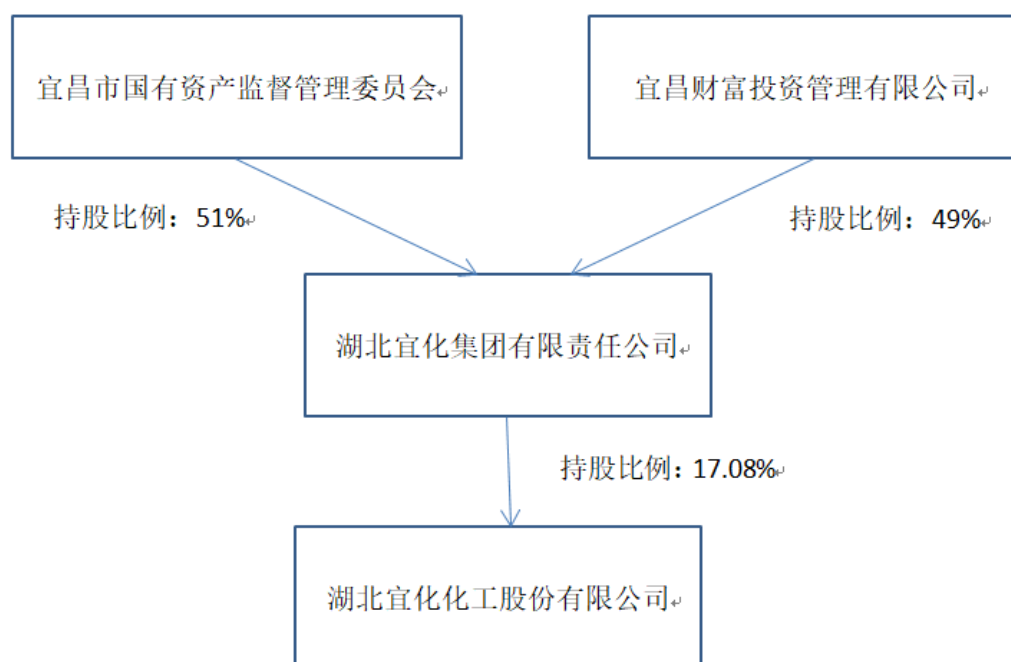 宜昌市国有资产监督管理委员会
宜昌财富投资管理有限公司
持股比例：51%
持股比例：49%
湖北宜化集团有限责任公司
持股比例：17.08%
湖北宜化化工股份有限公司